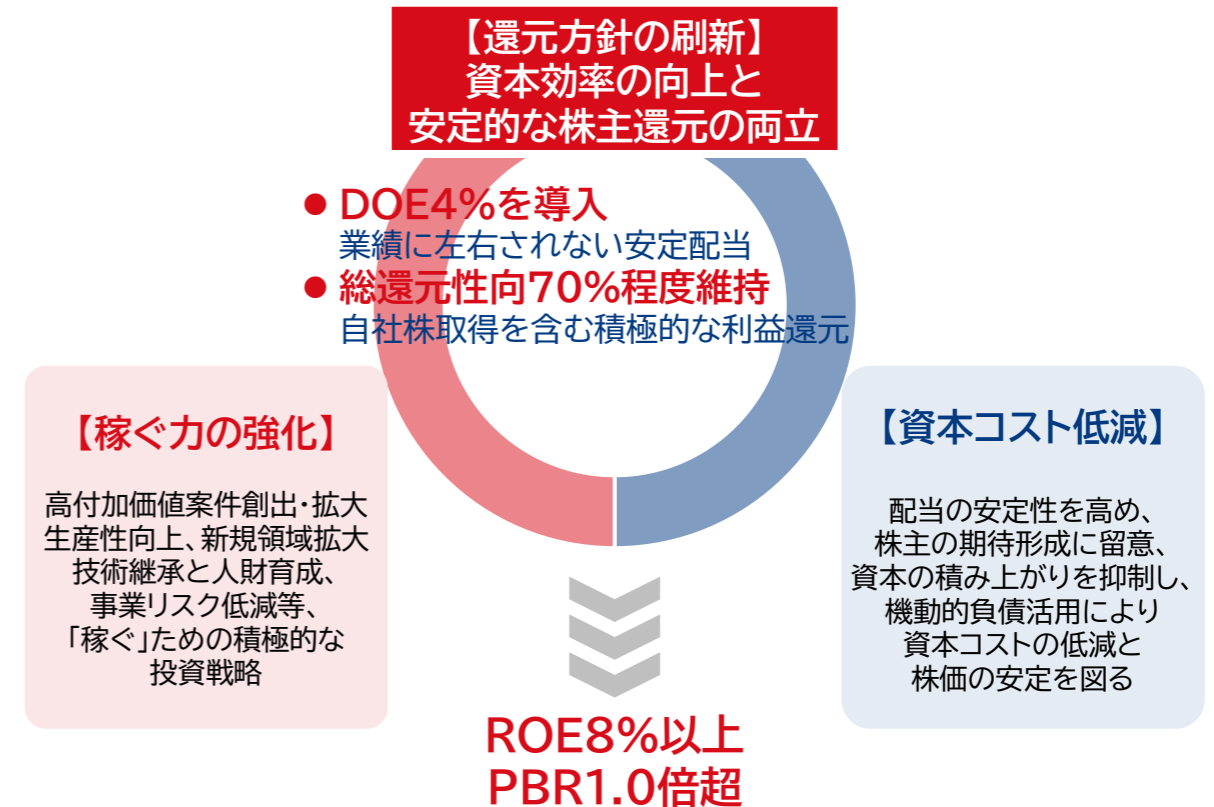 【還元方針の刷新】
資本効率の向上と
安定的な株主還元の両立
● DOE4%を導入
業績に左右されない安定配当
● 総還元性向70%程度維持
自社株取得を含む積極的な利益還元
【稼ぐ力の強化】
高付加価値案件創出・拡大
生産性向上、新規領域拡大
技術継承と人財育成、
事業リスク低減等、
「稼ぐ」ための積極的な
投資戦略
【資本コスト低減】
配当の安定性を高め、
株主の期待形成に留意、
資本の積み上がりを抑制し、
機動的負債活用により
資本コストの低減と
株価の安定を図る
ROE8%以上
PBR1.0倍超